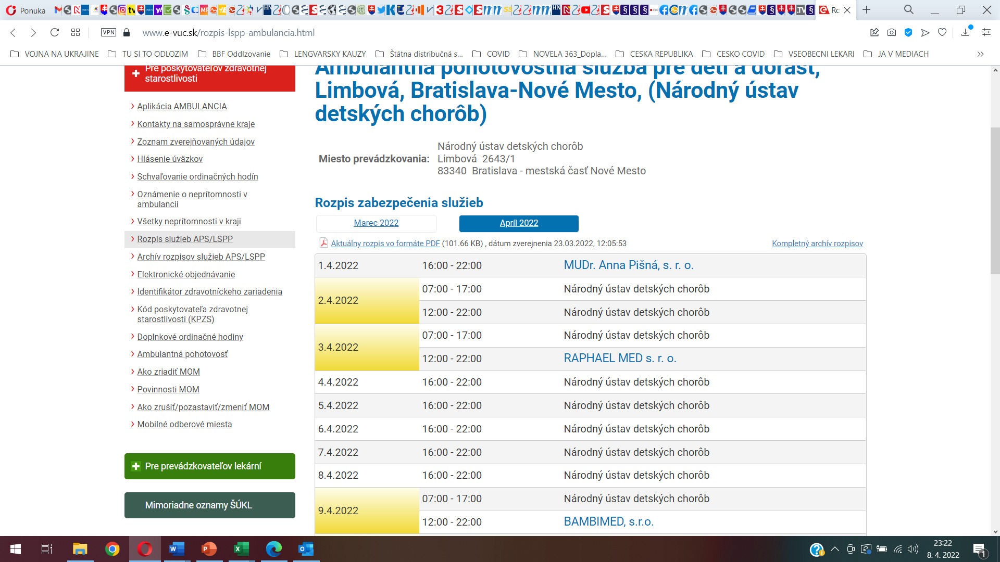 Ponuka
Ro
VPN
www.e-vuc.sk/rozpis-lspp-ambulancia.html
VOJNA NA UKRAJINE
TU SI TO ODLOZIM
BBF Oddlzovanie
LENGVARSKY KAUZY
Štátna distribučná s...
COVID
NOVELA 363_Dopla...
CESKA REPUBLIKA
CESKO COVID
VSEOBECNI LEKARI
JA V MEDIACH
Pre poskytovateľov zdravotnej
starostlivosti
Aplikácia AMBULANCIA
Kontakty na samosprávne kraje
Zoznam zverejňovaných údajov
Hlásenie úväzkov
Schvaľovanie ordinačných hodín
Oznámenie o neprítomnosti v
ambulancii
Všetky neprítomnosti v kraji
Rozpis služieb APS/LSPP
Archív rozpisov služieb APS/LSPP
Elektronické objednávanie
Identifikátor zdravotníckeho zariadenia
Kód poskytovateľa zdravotnej
starostlivosti (KPZS)
Doplnkové ordinačné hodiny
Ambulantná pohotovosť
Ako zriadiť MOM
Povinnosti MOM
Ako zrušiť/pozastaviť/zmeniť MOM
Mobilné odberové miesta
Pre prevádzkovateľov lekární
Mimoriadne oznamy ŠÚKL
Ambulantná pohotovostná služba pre deti a dorast,
Limbová, Bratislava-Nové Mesto, (Národný ústav
detských chorôb)
Miesto prevádzkovania:
Národný ústav detských chorôb
Limbová 2643/1
83340 Bratislava - mestská časť Nové Mesto
Rozpis zabezpečenia služieb
Marec 2022
Apríl 2022
Aktuálny rozpis vo formáte PDF (101.66 KB) , dátum zverejnenia 23.03.2022, 12:05:53
Kompletný archív rozpisov
1.4.2022 16:00 - 22:00 MUDr. Anna Pišná, s. r. o.
2.4.2022
07:00 - 17:00 Národný ústav detských chorôb
12:00 - 22:00 Národný ústav detských chorôb
3.4.2022
07:00 - 17:00 Národný ústav detských chorôb
12:00 - 22:00 RAPHAEL MED s. r. o.
4.4.2022 16:00 - 22:00 Národný ústav detských chorôb
5.4.2022 16:00 - 22:00 Národný ústav detských chorôb
6.4.2022 16:00 - 22:00 Národný ústav detských chorôb
7.4.2022 16:00 - 22:00 Národný ústav detských chorôb
8.4.2022 16:00 - 22:00 Národný ústav detských chorôb
9.4.2022
07:00 - 17:00 Národný ústav detských chorôb
12:00 - 22:00 BAMBIMED, s.r.o.
23:22
8. 4. 2022
1